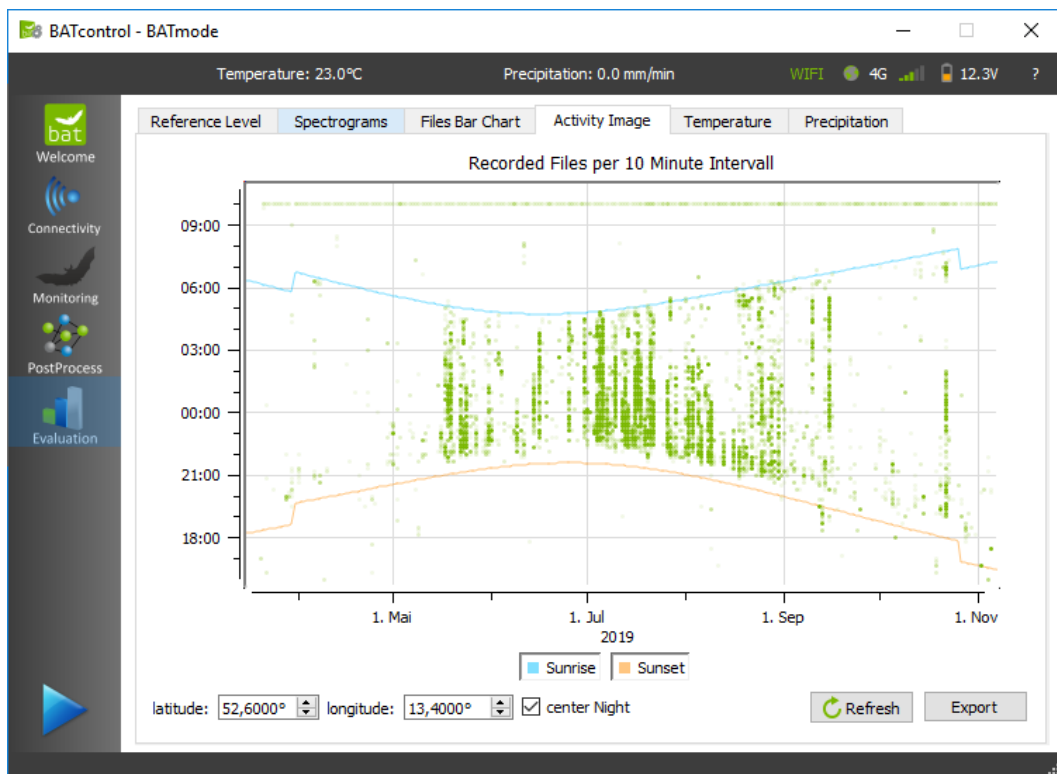 BATcontrol - BATmode
Temperature: 23.0°C Precipitation: 0.0 mm/min WIFI 4G 12.3V ?
bat
Welcome
Connectivity
Monitoring
PostProcess
Evaluation
Reference Level Spectrograms Files Bar Chart Activity Image Temperature Precipitation
Recorded Files per 10 Minute Intervall
09:00
06:00
03:00
00:00
21:00
18:00
1. Mai 1. Jul 1. Sep 1. Nov
2019
Sunrise Sunset
latitude: 52,6000° longitude: 13,4000° center Night Refresh Export